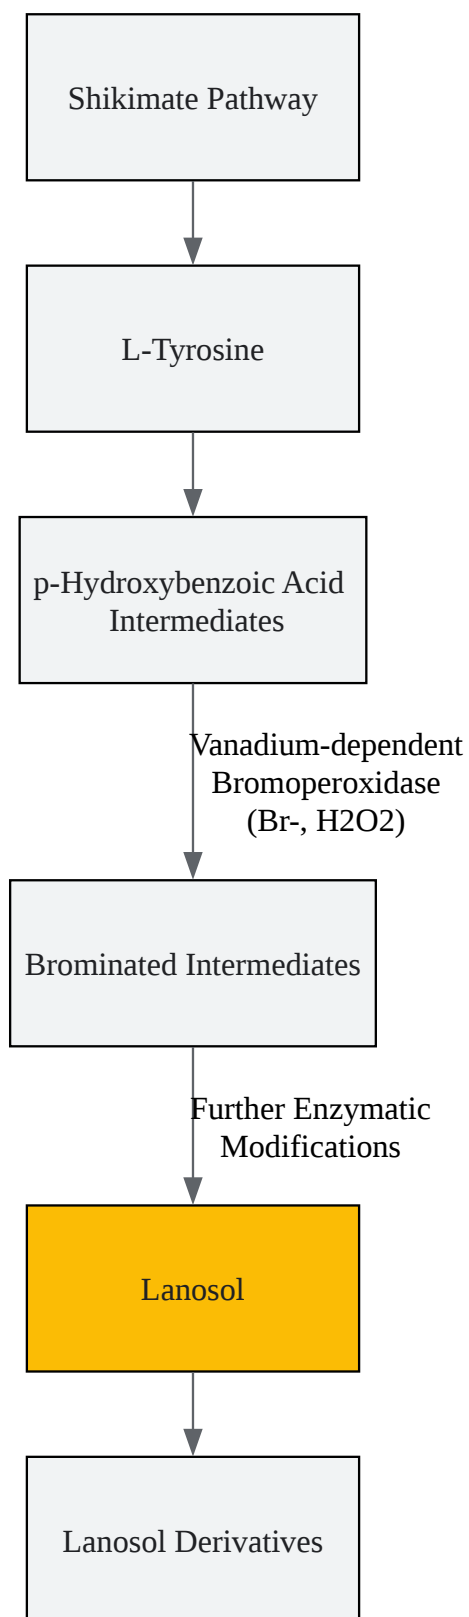 Shikimate Pathway
L-Tyrosine
p-Hydroxybenzoic Acid
Intermediates
Vanadium-dependent
Bromoperoxidase
(Br-, H2O2)
Brominated Intermediates
Further Enzymatic
Modifications
Lanosol
Lanosol Derivatives